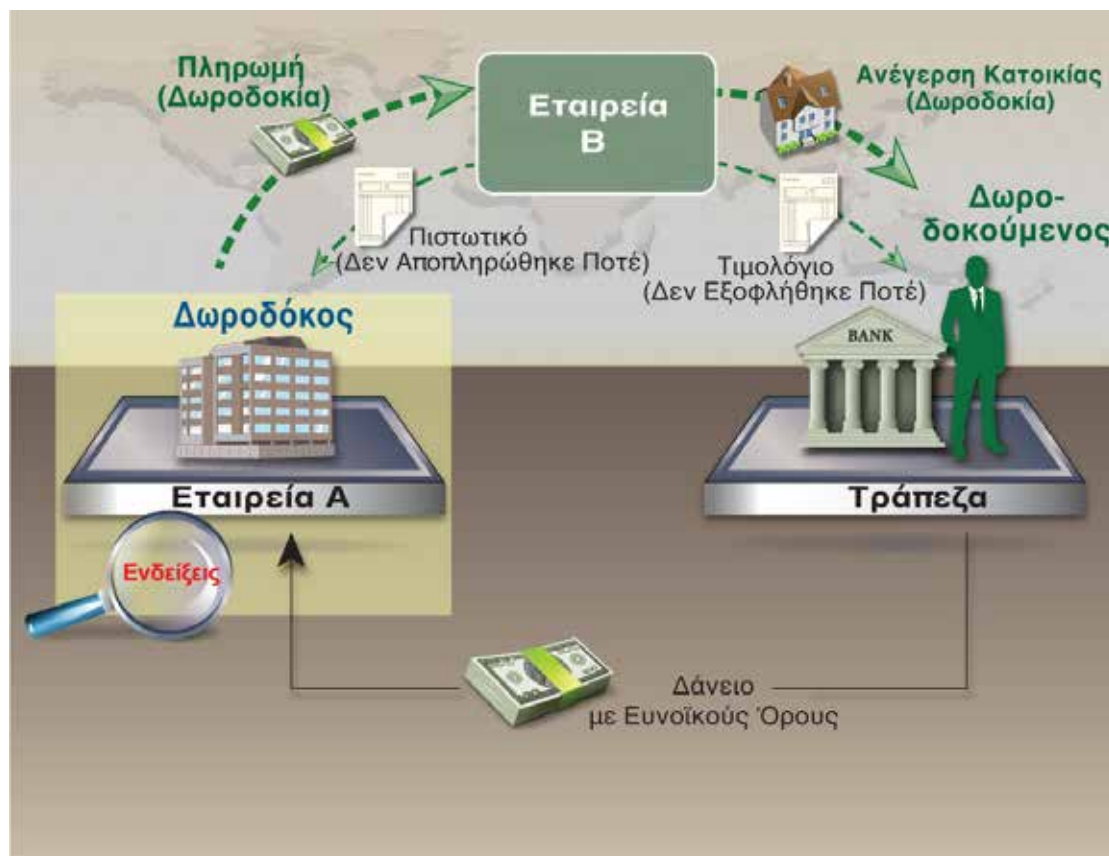 Πληρωμή
(Δωροδοκία)
Εταιρεία
Β
Ανέγερση Κατοικίας
(Δωροδοκία)
Πιστωτικό
(Δεν Αποπληρώθηκε Ποτέ)
Τιμολόγιο
(Δεν Εξοφλήθηκε Ποτέ)
Δωρο-
δοκούμενος
Δωροδόκος
BANK
Εταιρεία Α
Τράπεζα
Ενδείξεις
Δάνειο
με Ευνοϊκούς Όρους